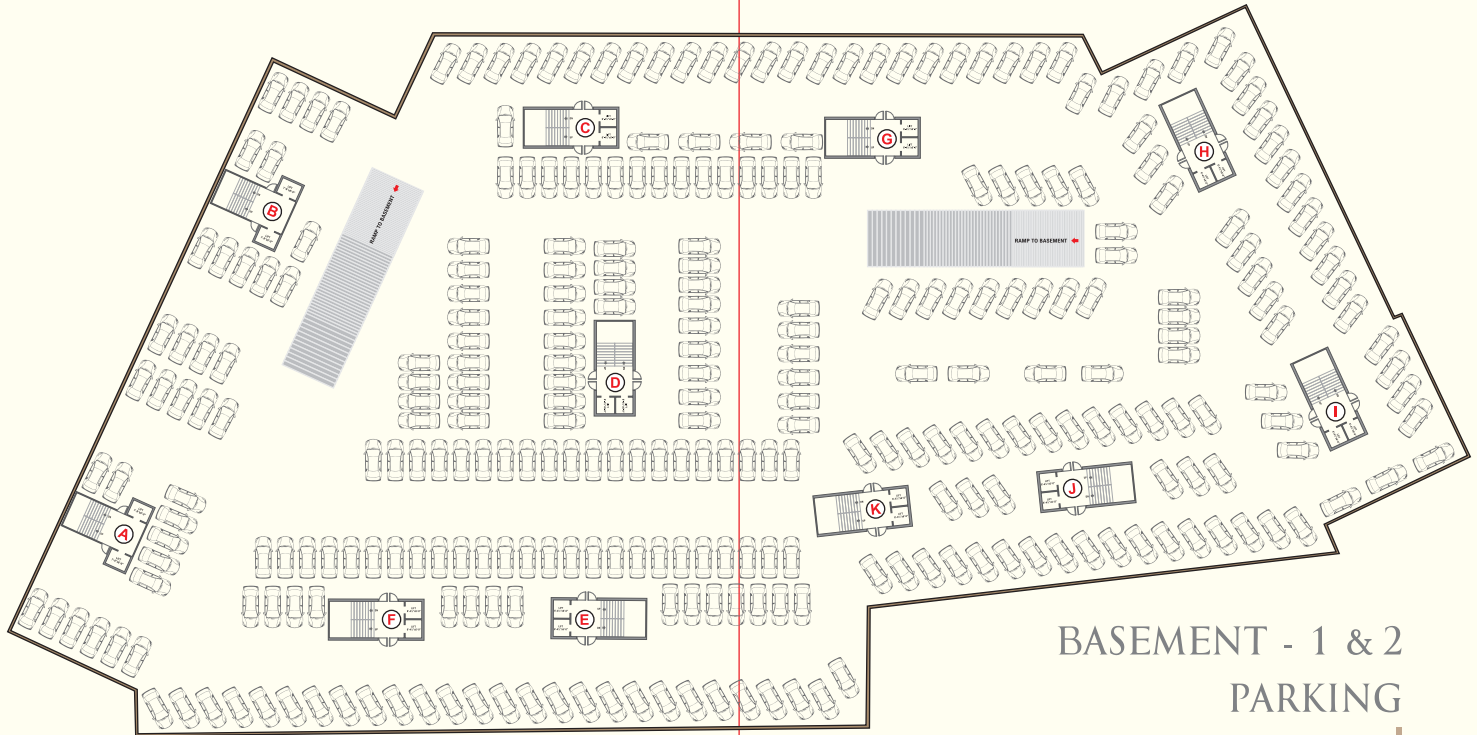 C
G
H
B
RAMP TO BASEMENT
RAMP TO BASEMENT
D
I
J
K
A
F
E
BASEMENT - 1 & 2
PARKING